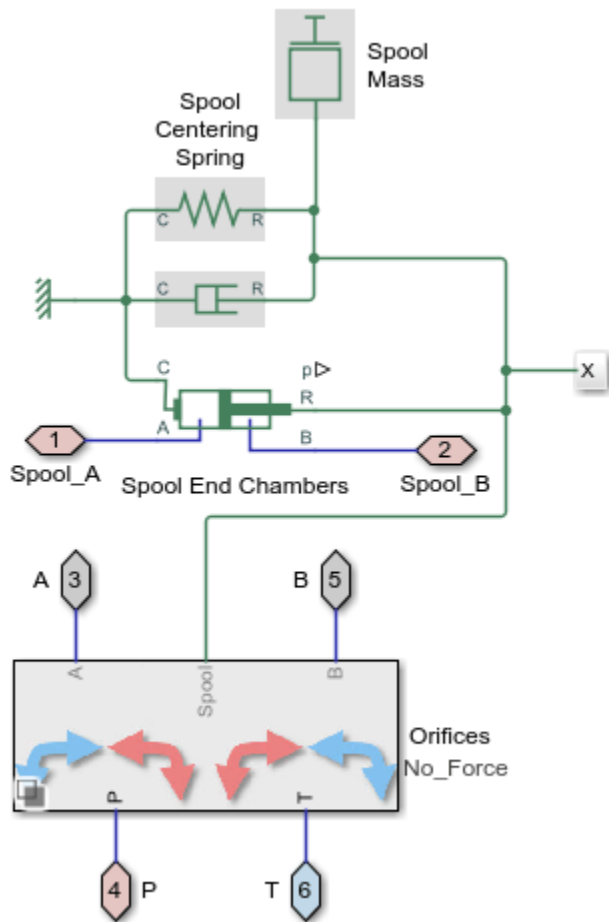 Spool
Mass
Spool
Centering
Spring
C
R
C
R
C
p
R
X
A
B
1
2
Spool_A
Spool End Chambers
Spool_B
A
3
B
5
A
Spool
B
Orifices
No_Force
P
T
4
P
T
6